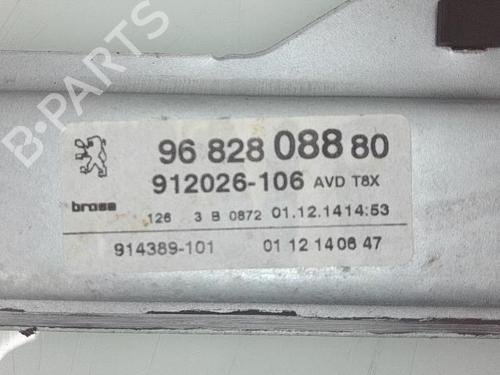 96 828 088 80
912026-106 AVD T8X
brose
126 3 B 0872 01.12.14 14:53
914389-101 01 12 14 06 47
B-PARTS